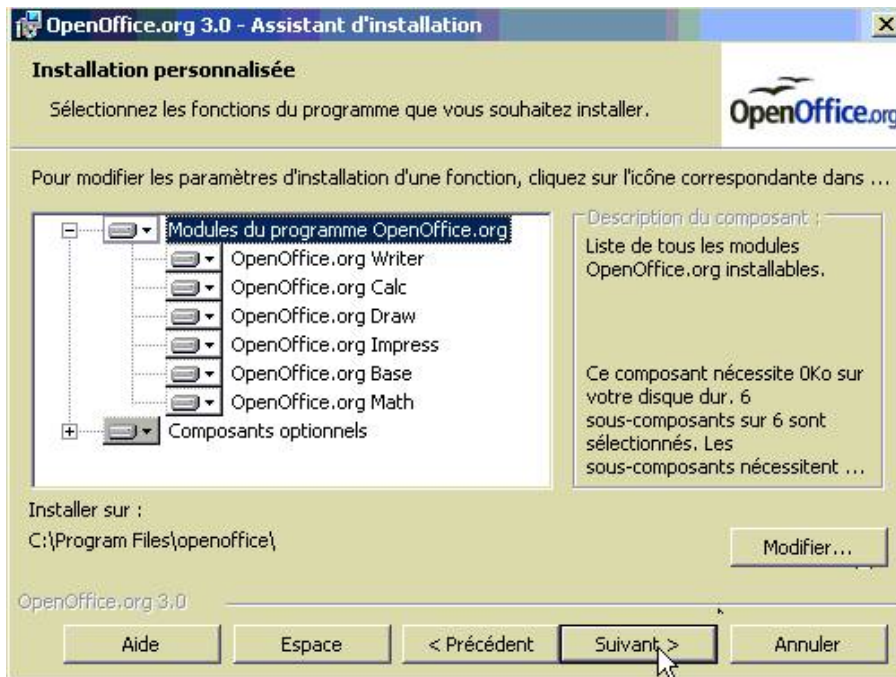 OpenOffice.org 3.0 - Assistant d'installation
Installation personnalisée
Sélectionnez les fonctions du programme que vous souhaitez installer.
OpenOffice.org
Pour modifier les paramètres d'installation d'une fonction, cliquez sur l'icône correspondante dans ...
Modules du programme OpenOffice.org
OpenOffice.org Writer
OpenOffice.org Calc
OpenOffice.org Draw
OpenOffice.org Impress
OpenOffice.org Base
OpenOffice.org Math
Composants optionnels
Description du composant :
Liste de tous les modules
OpenOffice.org installables.
Ce composant nécessite 0Ko sur
votre disque dur. 6
sous-composants sur 6 sont
sélectionnés. Les
sous-composants nécessitent ...
Installer sur :
C:\Program Files\openoffice\
Modifier...
OpenOffice.org 3.0
Aide
Espace
< Précédent
Suivant >
Annuler